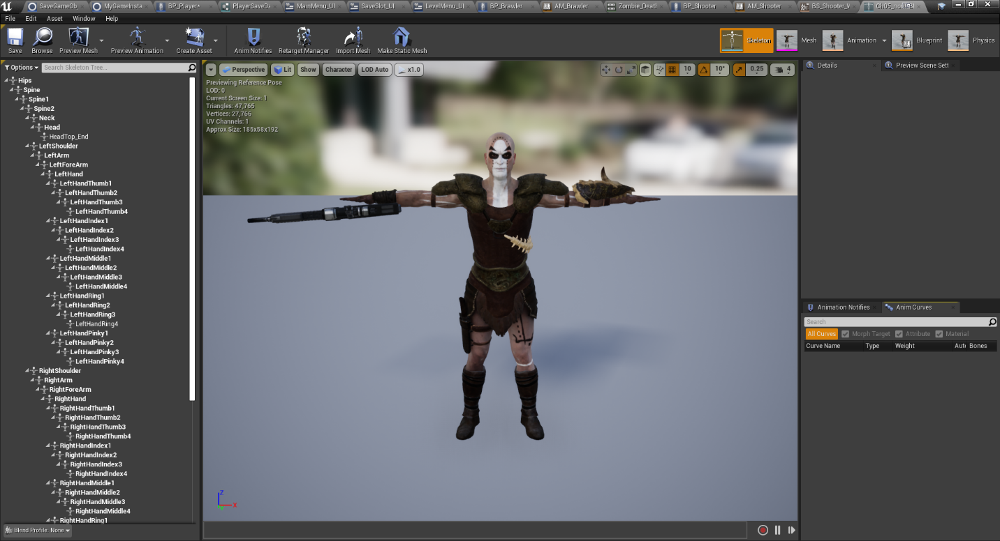 SaveGameOb
MyGameInsta
BP_Player*
PlayerSaveDa
MainMenu_UI
SaveSlot_UI
LevelMenu_UI
BP_Brawler
AM_Brawler
Zombie_Deatl
BP_Shooter
AM_Shooter
BS_Shooter_V
File Edit Asset Window Help
Save
Browse
Preview Mesh
Preview Animation
Create Asset
Anim Notifies
Retarget Manager
Import Mesh
Make Static Mesh
Skeleton
Mesh
Animation
Blueprint
Physics
Options
Search Skeleton Tree...
Hips
Spine
Spine1
Spine2
Neck
Head
HeadTop_End
LeftShoulder
LeftArm
LeftForeArm
LeftHand
LeftHandThumb1
LeftHandThumb2
LeftHandThumb3
LeftHandThumb4
LeftHandIndex1
LeftHandIndex2
LeftHandIndex3
LeftHandIndex4
LeftHandMiddle1
LeftHandMiddle2
LeftHandMiddle3
LeftHandMiddle4
LeftHandRing1
LeftHandRing2
LeftHandRing3
LeftHandRing4
LeftHandPinky1
LeftHandPinky2
LeftHandPinky3
LeftHandPinky4
RightShoulder
RightArm
RightForeArm
RightHand
RightHandThumb1
RightHandThumb2
RightHandThumb3
RightHandThumb4
RightHandIndex1
RightHandIndex2
RightHandIndex3
RightHandIndex4
RightHandMiddle1
RightHandMiddle2
RightHandMiddle3
RightHandMiddle4
RightHandRing1
Blend Profile: None
Perspective
Lit
Show
Character
LOD Auto
x1.0
10
10°
0.25
4
Previewing Reference Pose
LOD: 0
Current Screen Size: 1
Triangles: 47,765
Vertices: 27,766
UV Channels: 1
Approx Size: 185x58x192
Z
X
Details
Preview Scene Sett
Animation Notifies
Anim Curves
Search
All Curves
Morph Target
Attribute
Material
Curve Name
Type
Weight
Aut
Bones